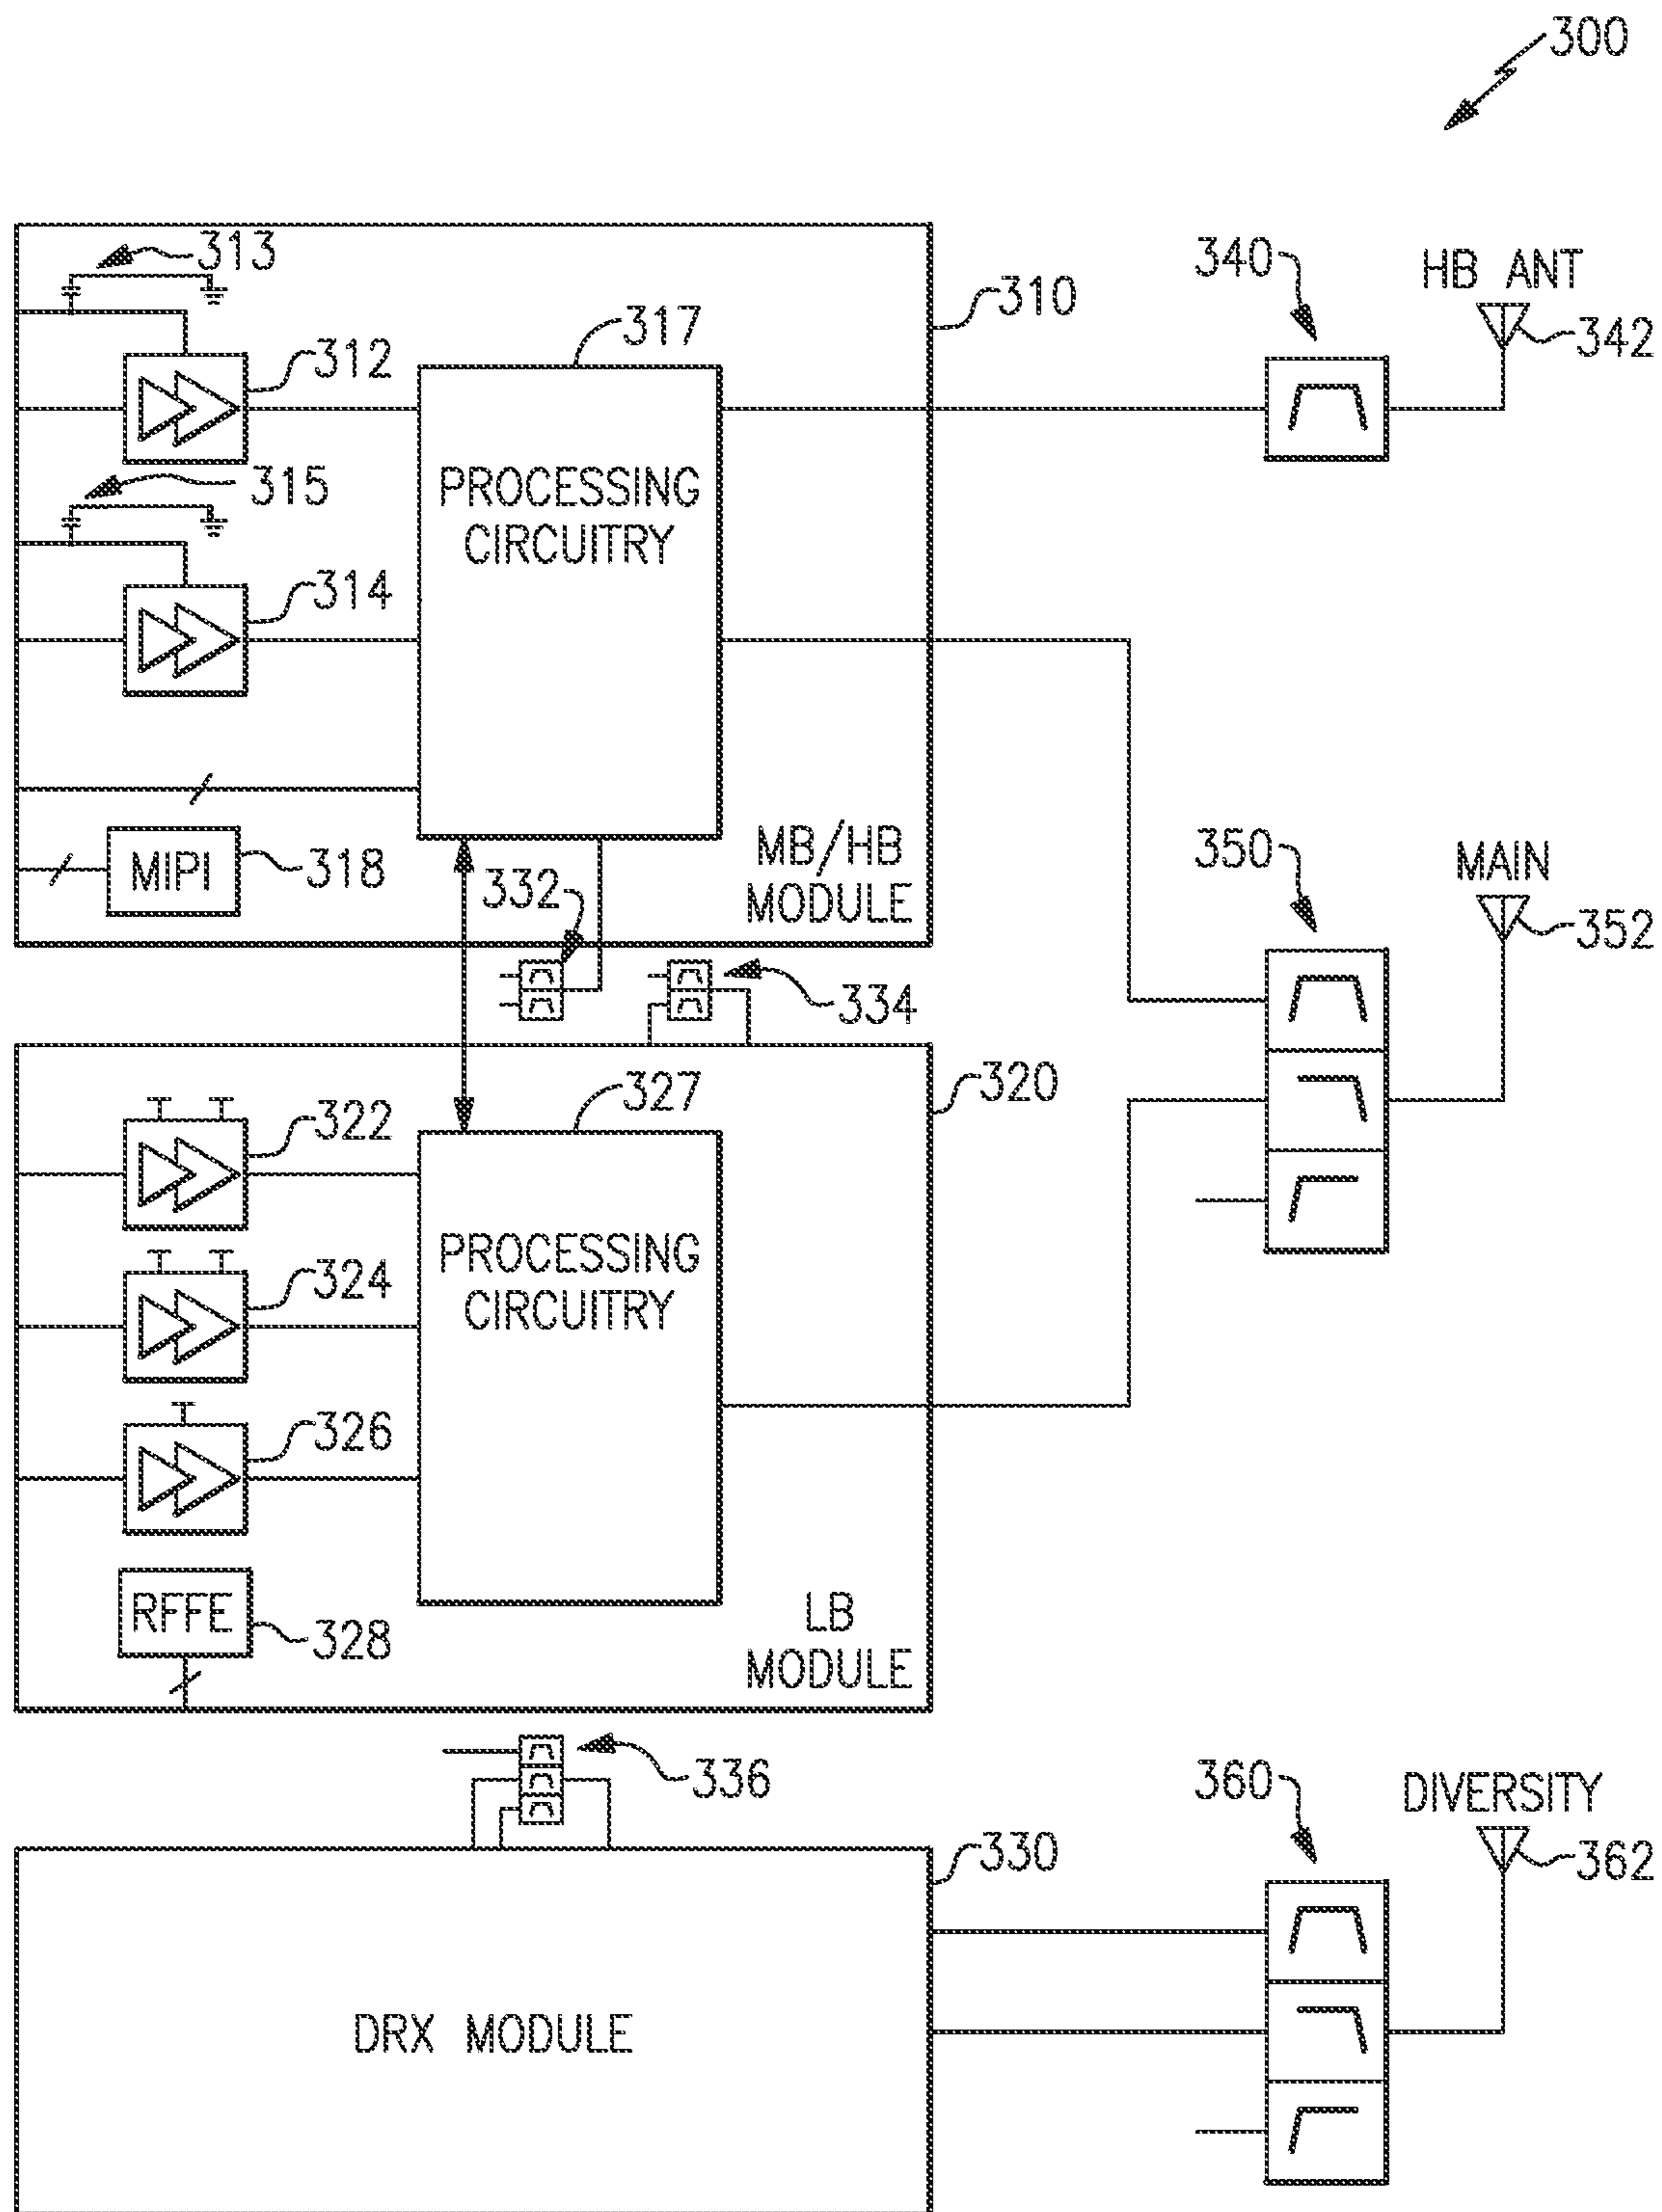 300
313
310
340
HB ANT
342
317
312
PROCESSING
CIRCUITRY
315
314
MIPI
318
332
MB/HB
MODULE
350
MAIN
352
334
320
327
322
PROCESSING
CIRCUITRY
324
326
RFFE
328
LB
MODULE
336
360
DIVERSITY
362
330
DRX MODULE